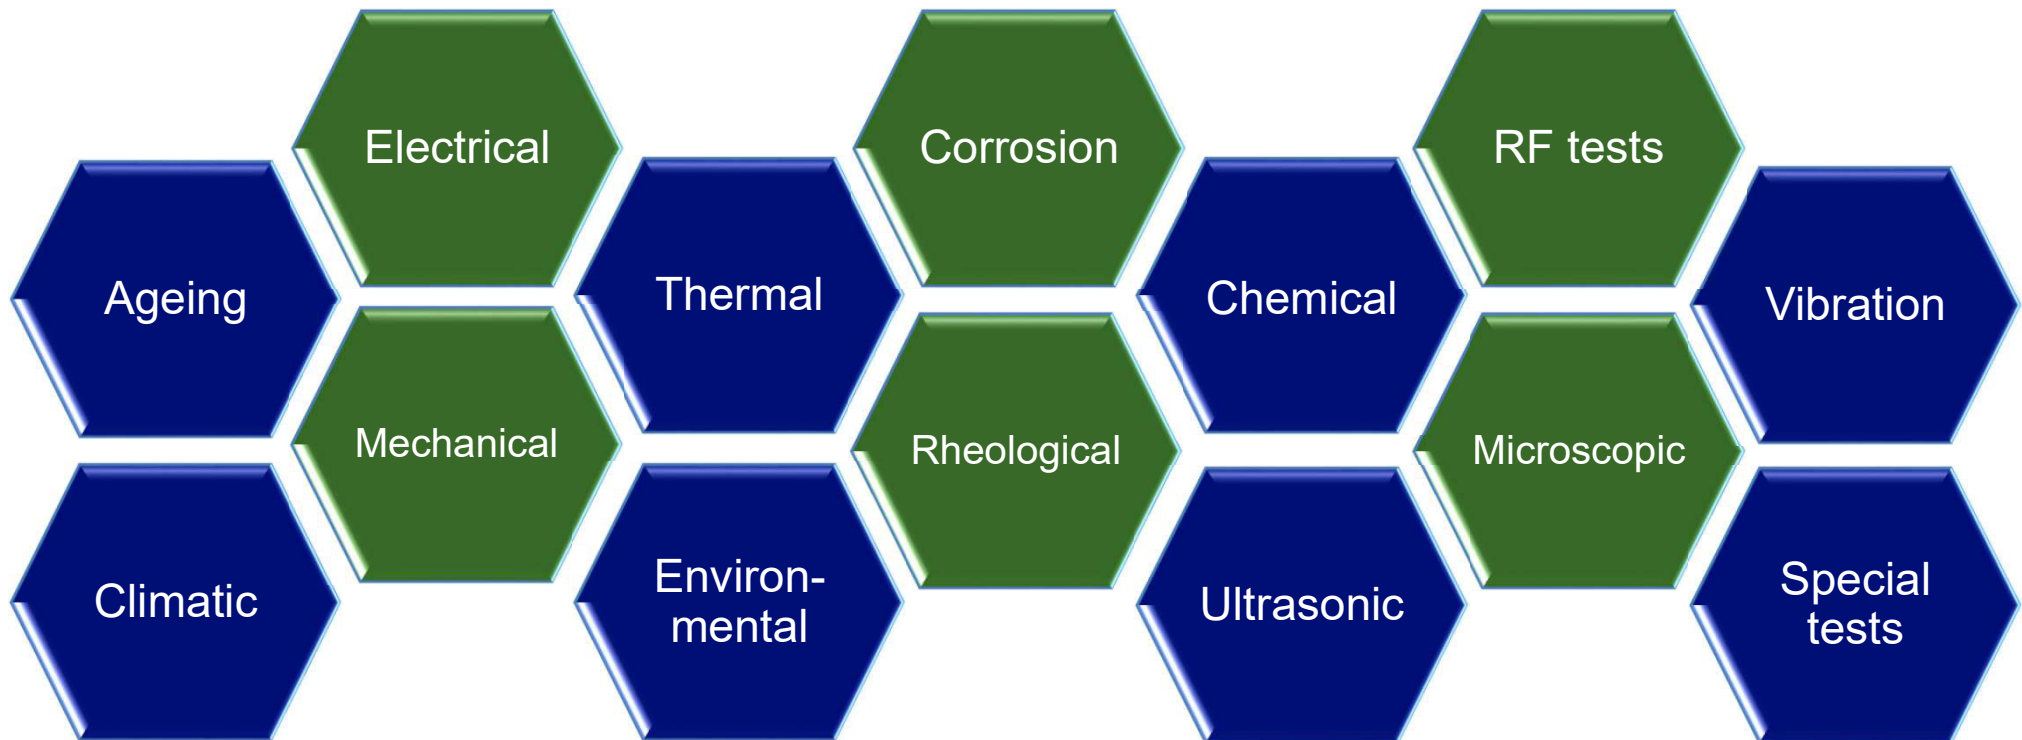 Electrical
Corrosion
RF tests
Ageing
Thermal
Chemical
Vibration
Mechanical
Rheological
Microscopic
Climatic
Environ-
mental
Ultrasonic
Special
tests